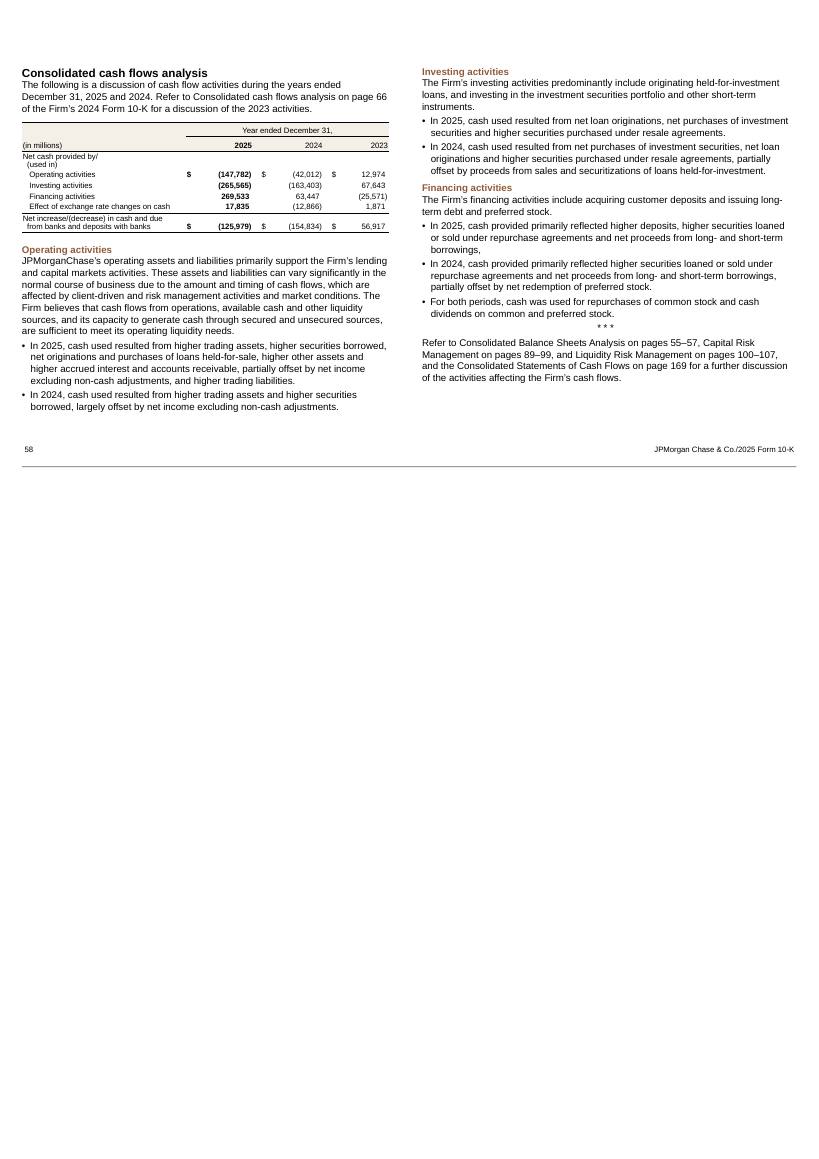 Consolidated cash flows analysis
The following is a discussion of cash flow activities during the years ended
December 31, 2025 and 2024. Refer to Consolidated cash flows analysis on page 66
of the Firm's 2024 Form 10-K for a discussion of the 2023 activities.
Year ended December 31,
(in millions) 2025 2024 2023
Net cash provided by/
(used in)
Operating activities $ (147,782) $ (42,012) $ 12,974
Investing activities (265,565) (163,403) 67,643
Financing activities 269,533 63,447 (25,571)
Effect of exchange rate changes on cash 17,835 (12,866) 1,871
Net increase/(decrease) in cash and due
from banks and deposits with banks $ (125,979) $ (154,834) $ 56,917
Operating activities
JPMorganChase's operating assets and liabilities primarily support the Firm's lending
and capital markets activities. These assets and liabilities can vary significantly in the
normal course of business due to the amount and timing of cash flows, which are
affected by client-driven and risk management activities and market conditions. The
Firm believes that cash flows from operations, available cash and other liquidity
sources, and its capacity to generate cash through secured and unsecured sources,
are sufficient to meet its operating liquidity needs.
• In 2025, cash used resulted from higher trading assets, higher securities borrowed,
net originations and purchases of loans held-for-sale, higher other assets and
higher accrued interest and accounts receivable, partially offset by net income
excluding non-cash adjustments, and higher trading liabilities.
• In 2024, cash used resulted from higher trading assets and higher securities
borrowed, largely offset by net income excluding non-cash adjustments.
Investing activities
The Firm's investing activities predominantly include originating held-for-investment
loans, and investing in the investment securities portfolio and other short-term
instruments.
• In 2025, cash used resulted from net loan originations, net purchases of investment
securities and higher securities purchased under resale agreements.
• In 2024, cash used resulted from net purchases of investment securities, net loan
originations and higher securities purchased under resale agreements, partially
offset by proceeds from sales and securitizations of loans held-for-investment.
Financing activities
The Firm's financing activities include acquiring customer deposits and issuing long-
term debt and preferred stock.
• In 2025, cash provided primarily reflected higher deposits, higher securities loaned
or sold under repurchase agreements and net proceeds from long- and short-term
borrowings,
• In 2024, cash provided primarily reflected higher securities loaned or sold under
repurchase agreements and net proceeds from long- and short-term borrowings,
partially offset by net redemption of preferred stock.
• For both periods, cash was used for repurchases of common stock and cash
dividends on common and preferred stock.
* * *
Refer to Consolidated Balance Sheets Analysis on pages 55–57, Capital Risk
Management on pages 89–99, and Liquidity Risk Management on pages 100–107,
and the Consolidated Statements of Cash Flows on page 169 for a further discussion
of the activities affecting the Firm's cash flows.
58
JPMorgan Chase & Co./2025 Form 10-K